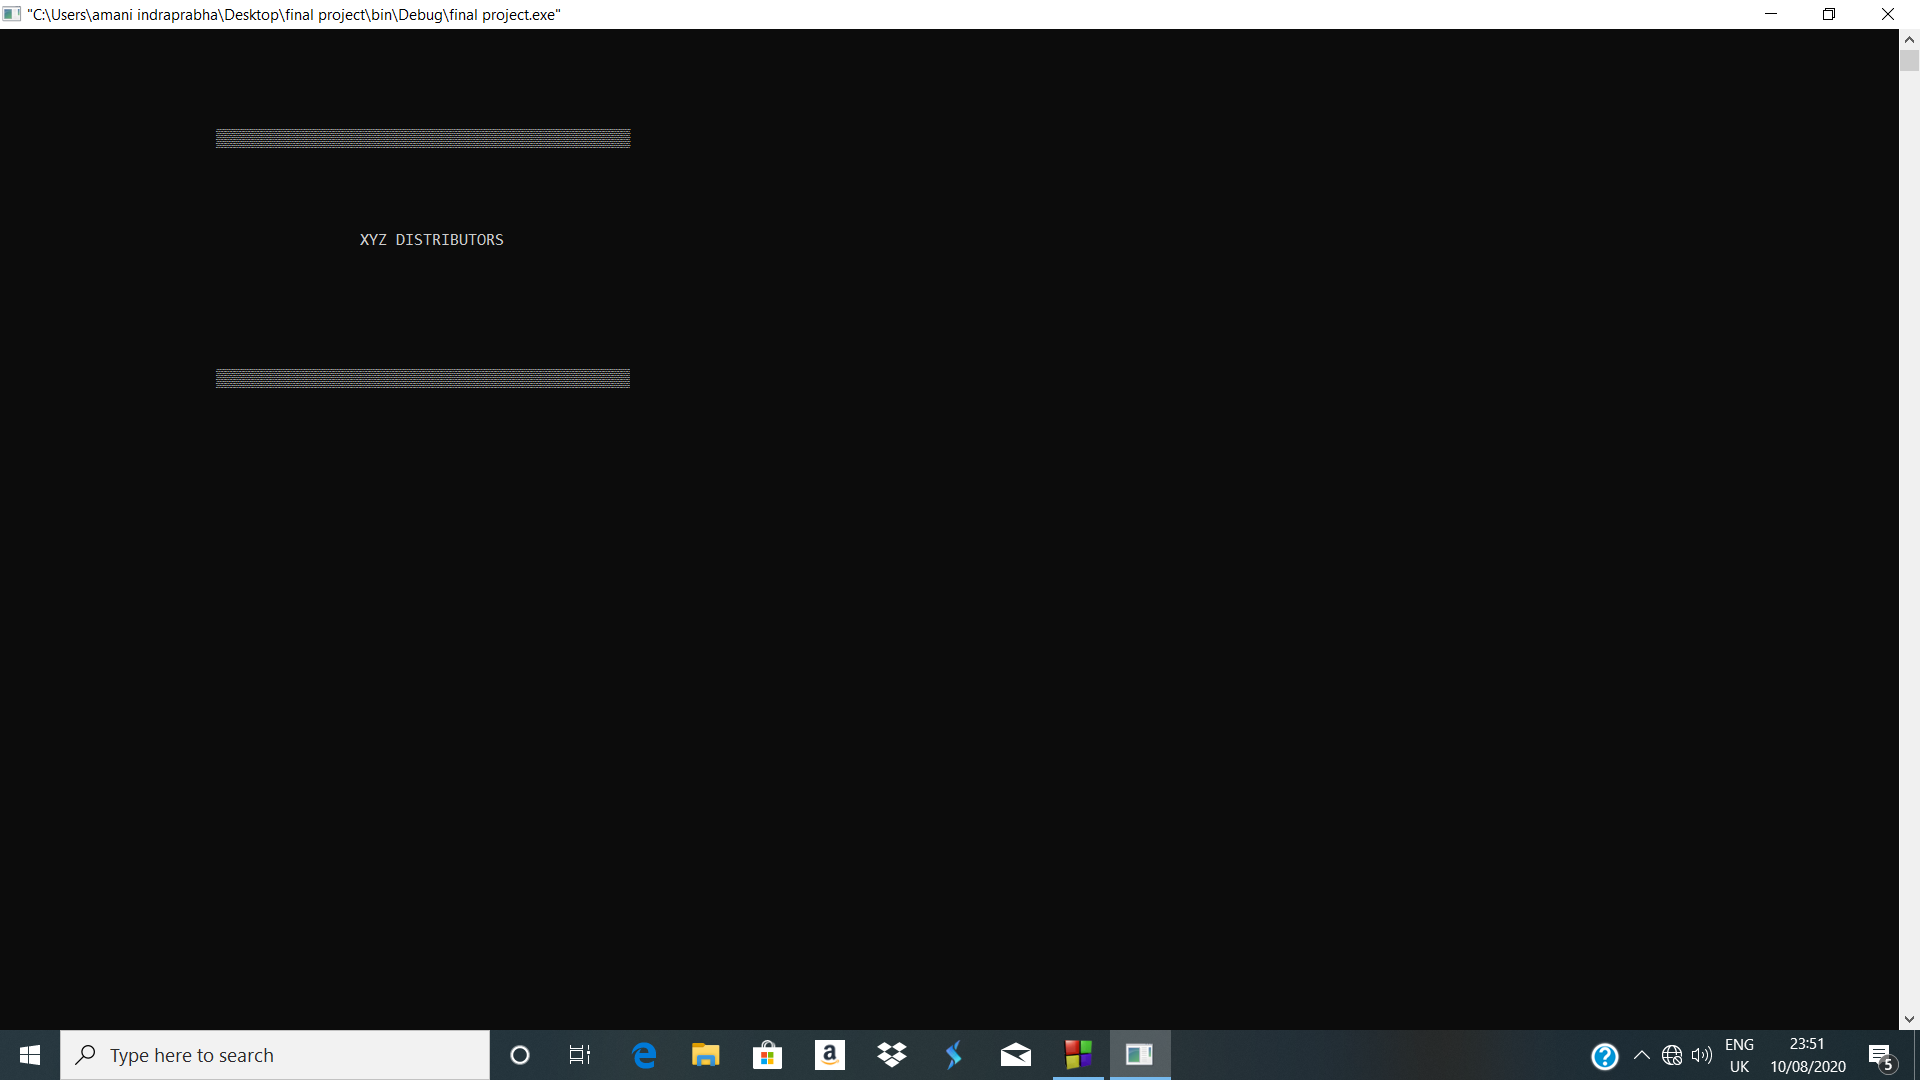 "C:\Users\amani indraprabha\Desktop\final project\bin\Debug\final project.exe"
XYZ DISTRIBUTORS
Type here to search
a
?
ENG
UK
23:51
10/08/2020
5